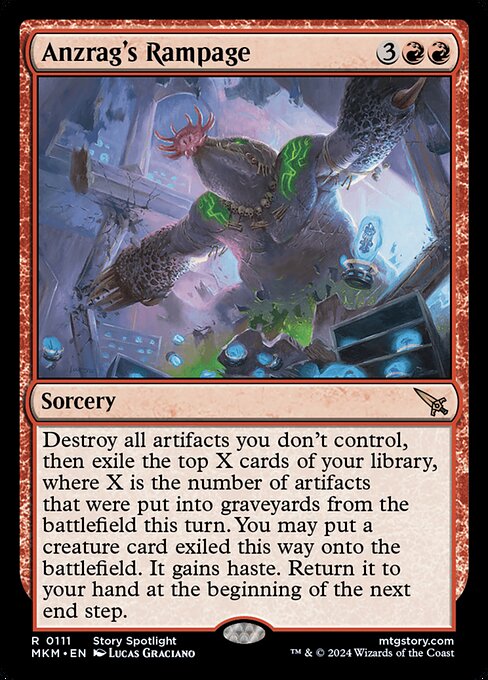 Anzrag's Rampage 3
Sorcery
Destroy all artifacts you don't control,
then exile the top X cards of your library,
where X is the number of artifacts
that were put into graveyards from the
battlefield this turn. You may put a
creature card exiled this way onto the
battlefield. It gains haste. Return it to
your hand at the beginning of the next
end step.
R 0111 Story Spotlight mtgstory.com
MKM • EN Lucas Graciano ™ & © 2024 Wizards of the Coast